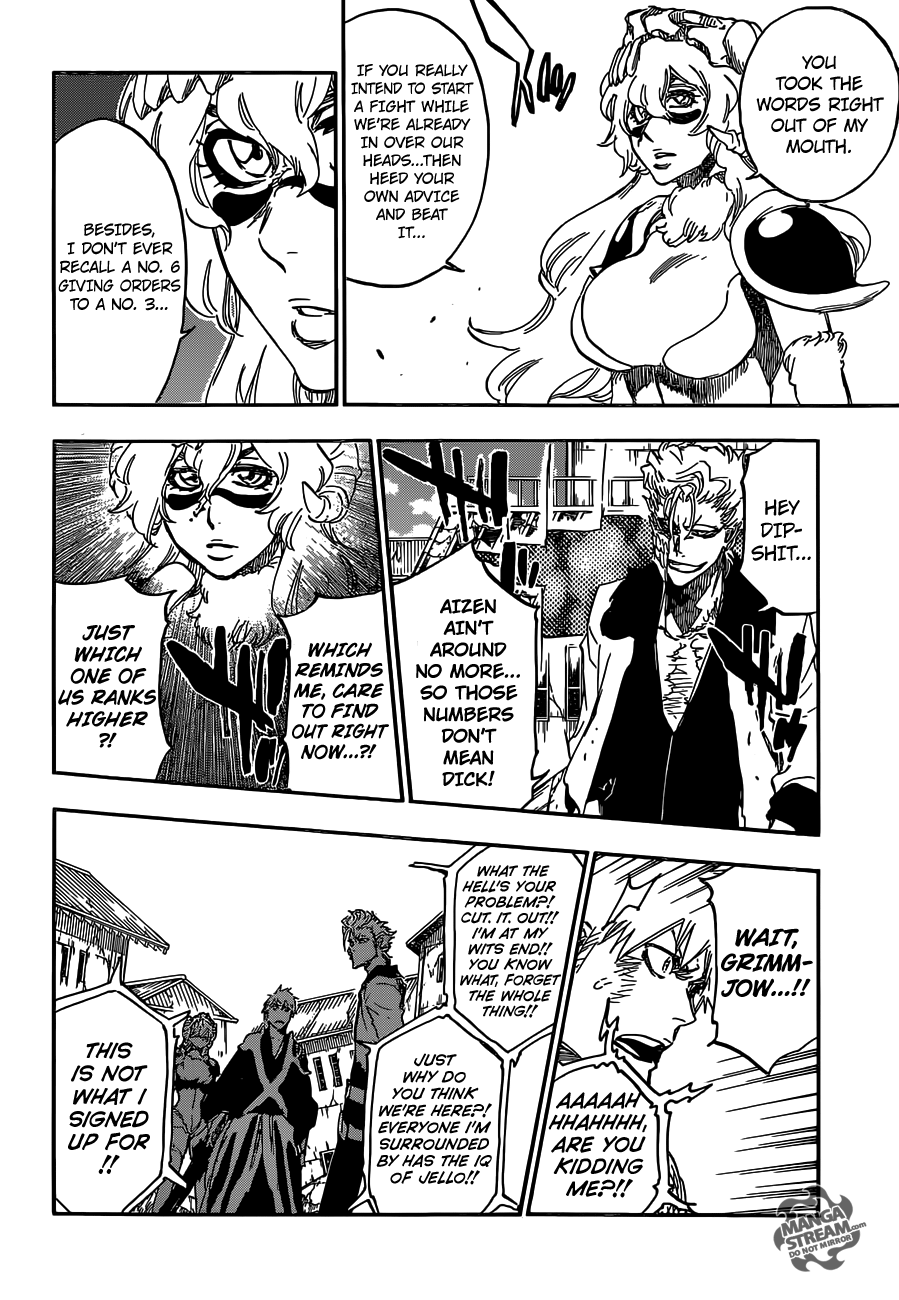 YOU
TOOK THE
WORDS RIGHT
OUT OF MY
MOUTH.
IF YOU REALLY
INTEND TO START
A FIGHT WHILE
WE'RE ALREADY
IN OVER OUR
HEADS...THEN
HEED YOUR
OWN ADVICE
AND BEAT
IT...
BESIDES,
I DON'T EVER
RECALL A NO. 6
GIVING ORDERS
TO A NO. 3...
HEY
DIP-
SHIT...
AIZEN
AIN'T
AROUND
NO MORE...
SO THOSE
NUMBERS
DON'T
MEAN
DICK!
WHICH
REMINDS
ME, CARE
TO FIND
OUT RIGHT
NOW...?!
JUST
WHICH
ONE OF
US RANKS
HIGHER
?!
WAIT,
GRIMM-
JOW...!!
AAAAAH
HHAHHHH,
ARE YOU
KIDDING
ME?!!
WHAT THE
HELL'S YOUR
PROBLEM?!
CUT. IT. OUT!!
I'M AT MY
WITS END!!
YOU KNOW
WHAT, FORGET
THE WHOLE
THING!!
JUST
WHY DO
YOU THINK
WE'RE HERE?!
EVERYONE I'M
SURROUNDED
BY HAS THE IQ
OF JELLO!!
THIS
IS NOT
WHAT I
SIGNED
UP FOR
!!
MANGA
STREAM.com
DO NOT MIRROR